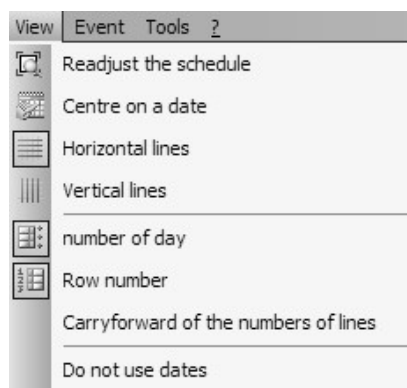 View Event Tools ?
Readjust the schedule
Centre on a date
Horizontal lines
Vertical lines
number of day
Row number
Carryforward of the numbers of lines
Do not use dates